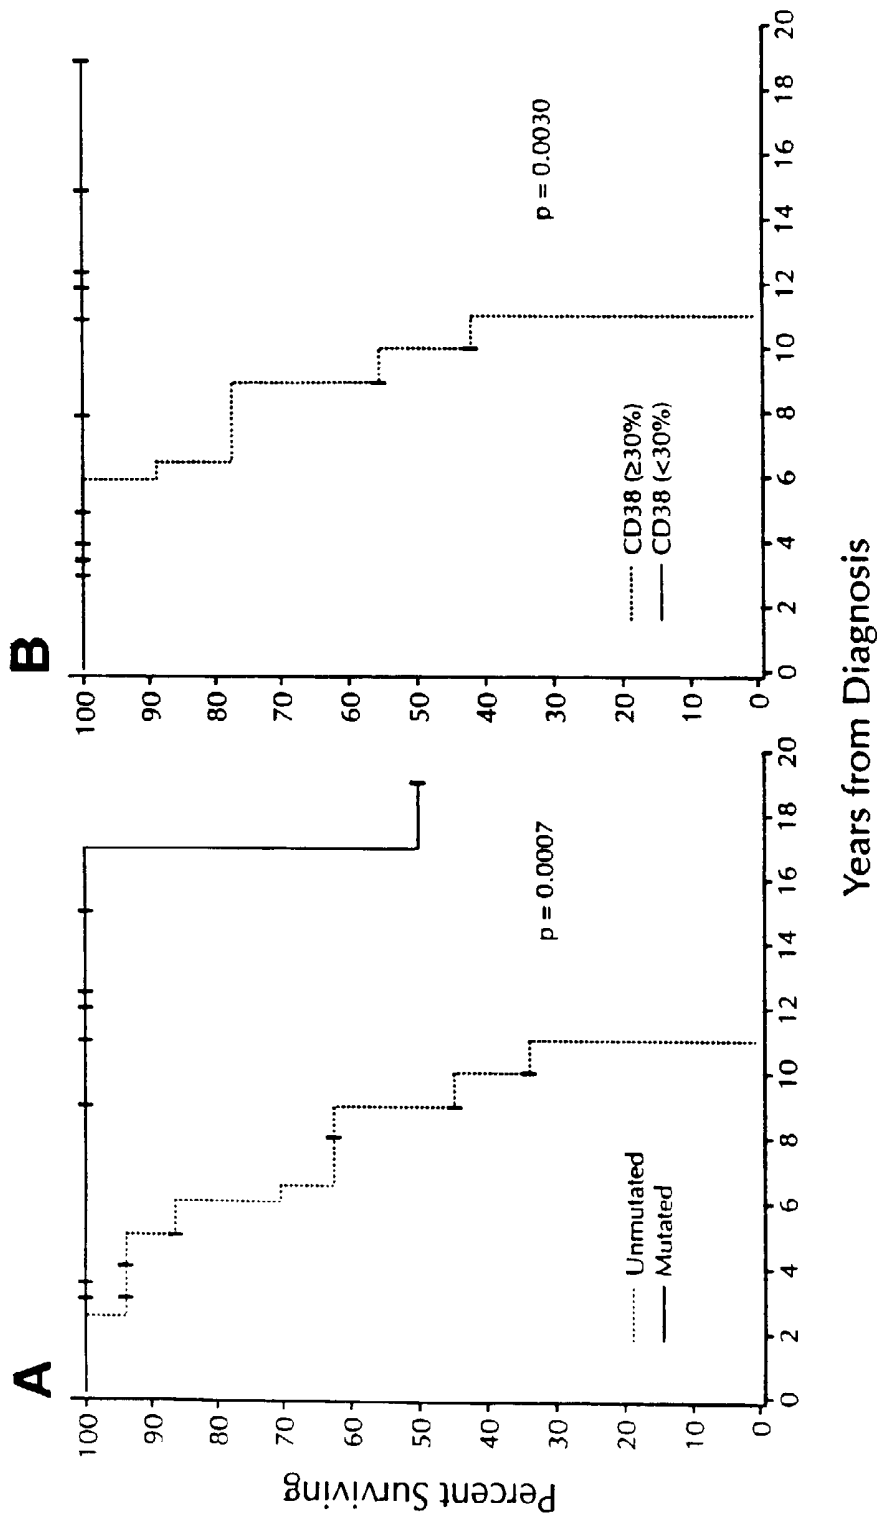 A
Percent Surviving
100
90
80
70
60
50
40
30
20
10
0
0 2 4 6 8 10 12 14 16 18 20
Unmutated
Mutated
p = 0.0007
B
100
90
80
70
60
50
40
30
20
10
0
0 2 4 6 8 10 12 14 16 18 20
CD38 (≥30%)
CD38 (<30%)
p = 0.0030
Years from Diagnosis